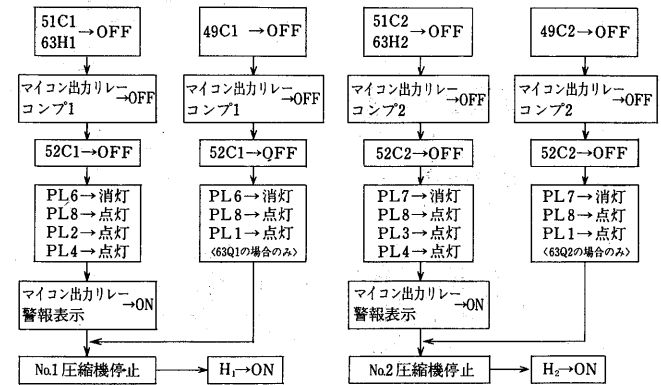 51C1
63H1 →OFF
マイコン出力リレー
コンプ1 →OFF
52C1→OFF
PL6→消灯
PL8→点灯
PL2→点灯
PL4→点灯
マイコン出力リレー
警報表示 →ON
No.1圧縮機停止
H₁→ON
49C1 →OFF
マイコン出力リレー
コンプ1 →OFF
52C1→OFF
PL6→消灯
PL8→点灯
PL1→点灯
〈63Q1の場合のみ〉
51C2
63H2 →OFF
マイコン出力リレー
コンプ2 →OFF
52C2→OFF
PL7→消灯
PL8→点灯
PL3→点灯
PL4→点灯
マイコン出力リレー
警報表示 →ON
No.2圧縮機停止
H₂→ON
49C2→OFF
マイコン出力リレー
コンプ2 →OFF
52C2→OFF
PL7→消灯
PL8→点灯
PL1→点灯
〈63Q2の場合のみ〉